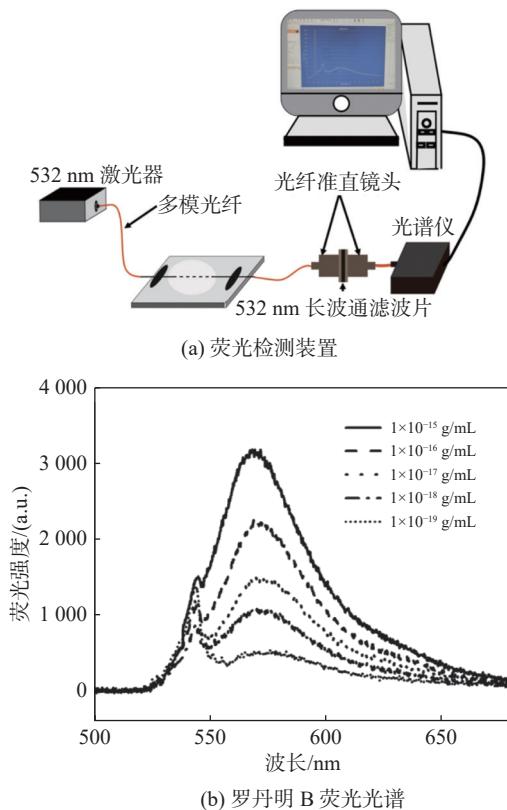 532 nm 激光器
多模光纤
光纤准直镜头
光谱仪
532 nm 长波通滤波片
(a) 荧光检测装置
4 000
3 000
2 000
1 000
0
荧光强度/(a.u.)
1×10⁻¹⁵ g/mL
1×10⁻¹⁶ g/mL
1×10⁻¹⁷ g/mL
1×10⁻¹⁸ g/mL
1×10⁻¹⁹ g/mL
500 550 600 650
波长/nm
(b) 罗丹明 B 荧光光谱